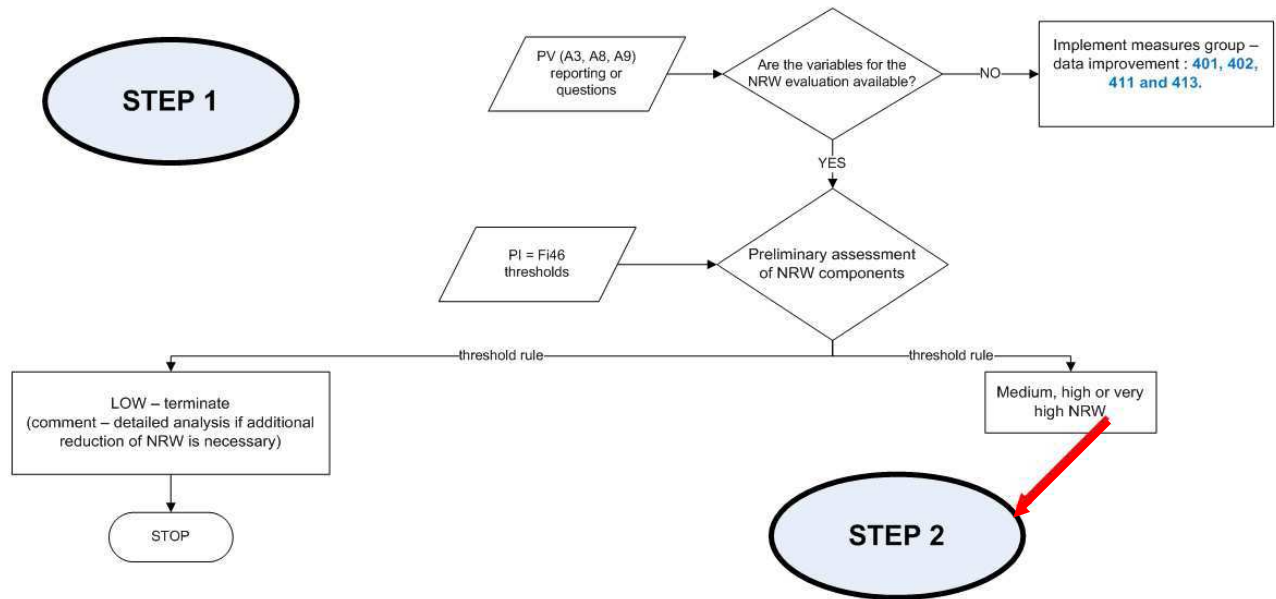 STEP 1
PV (A3, A8, A9)
reporting or
questions
Are the variables for the
NRW evaluation available?
NO
Implement measures group –
data improvement : 401, 402,
411 and 413.
YES
PI = Fi46
thresholds
Preliminary assessment
of NRW components
threshold rule
threshold rule
LOW – terminate
(comment – detailed analysis if additional
reduction of NRW is necessary)
Medium, high or very
high NRW
STOP
STEP 2